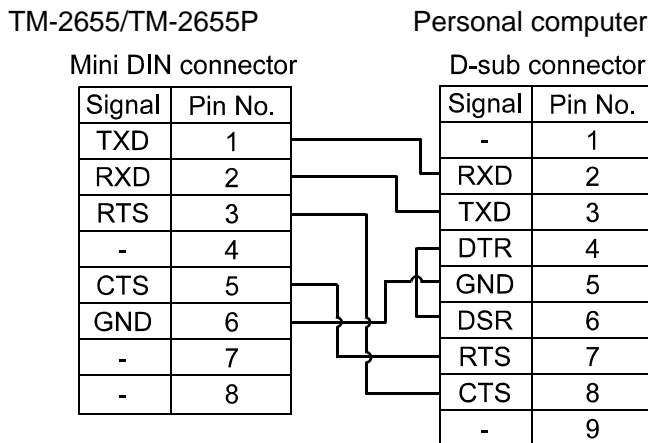 TM-2655/TM-2655P Personal computer
Mini DIN connector D-sub connector
Signal Pin No. Signal Pin No.
TXD 1 - 1
RXD 2 RXD 2
RTS 3 TXD 3
- 4 DTR 4
CTS 5 GND 5
GND 6 DSR 6
- 7 RTS 7
- 8 CTS 8
- 9